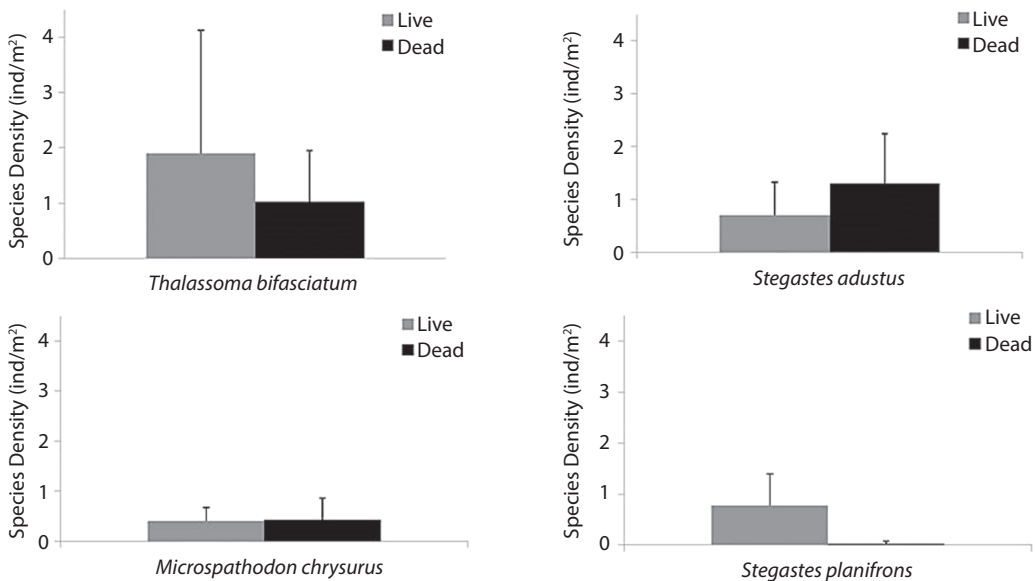 Species Density (ind/m²)
4
3
2
1
0
Live
Dead
Thalassoma bifasciatum
Species Density (ind/m²)
4
3
2
1
0
Live
Dead
Stegastes adustus
Species Density (ind/m²)
4
3
2
1
0
Live
Dead
Microspathodon chrysurus
Species Density (ind/m²)
4
3
2
1
0
Live
Dead
Stegastes planifrons